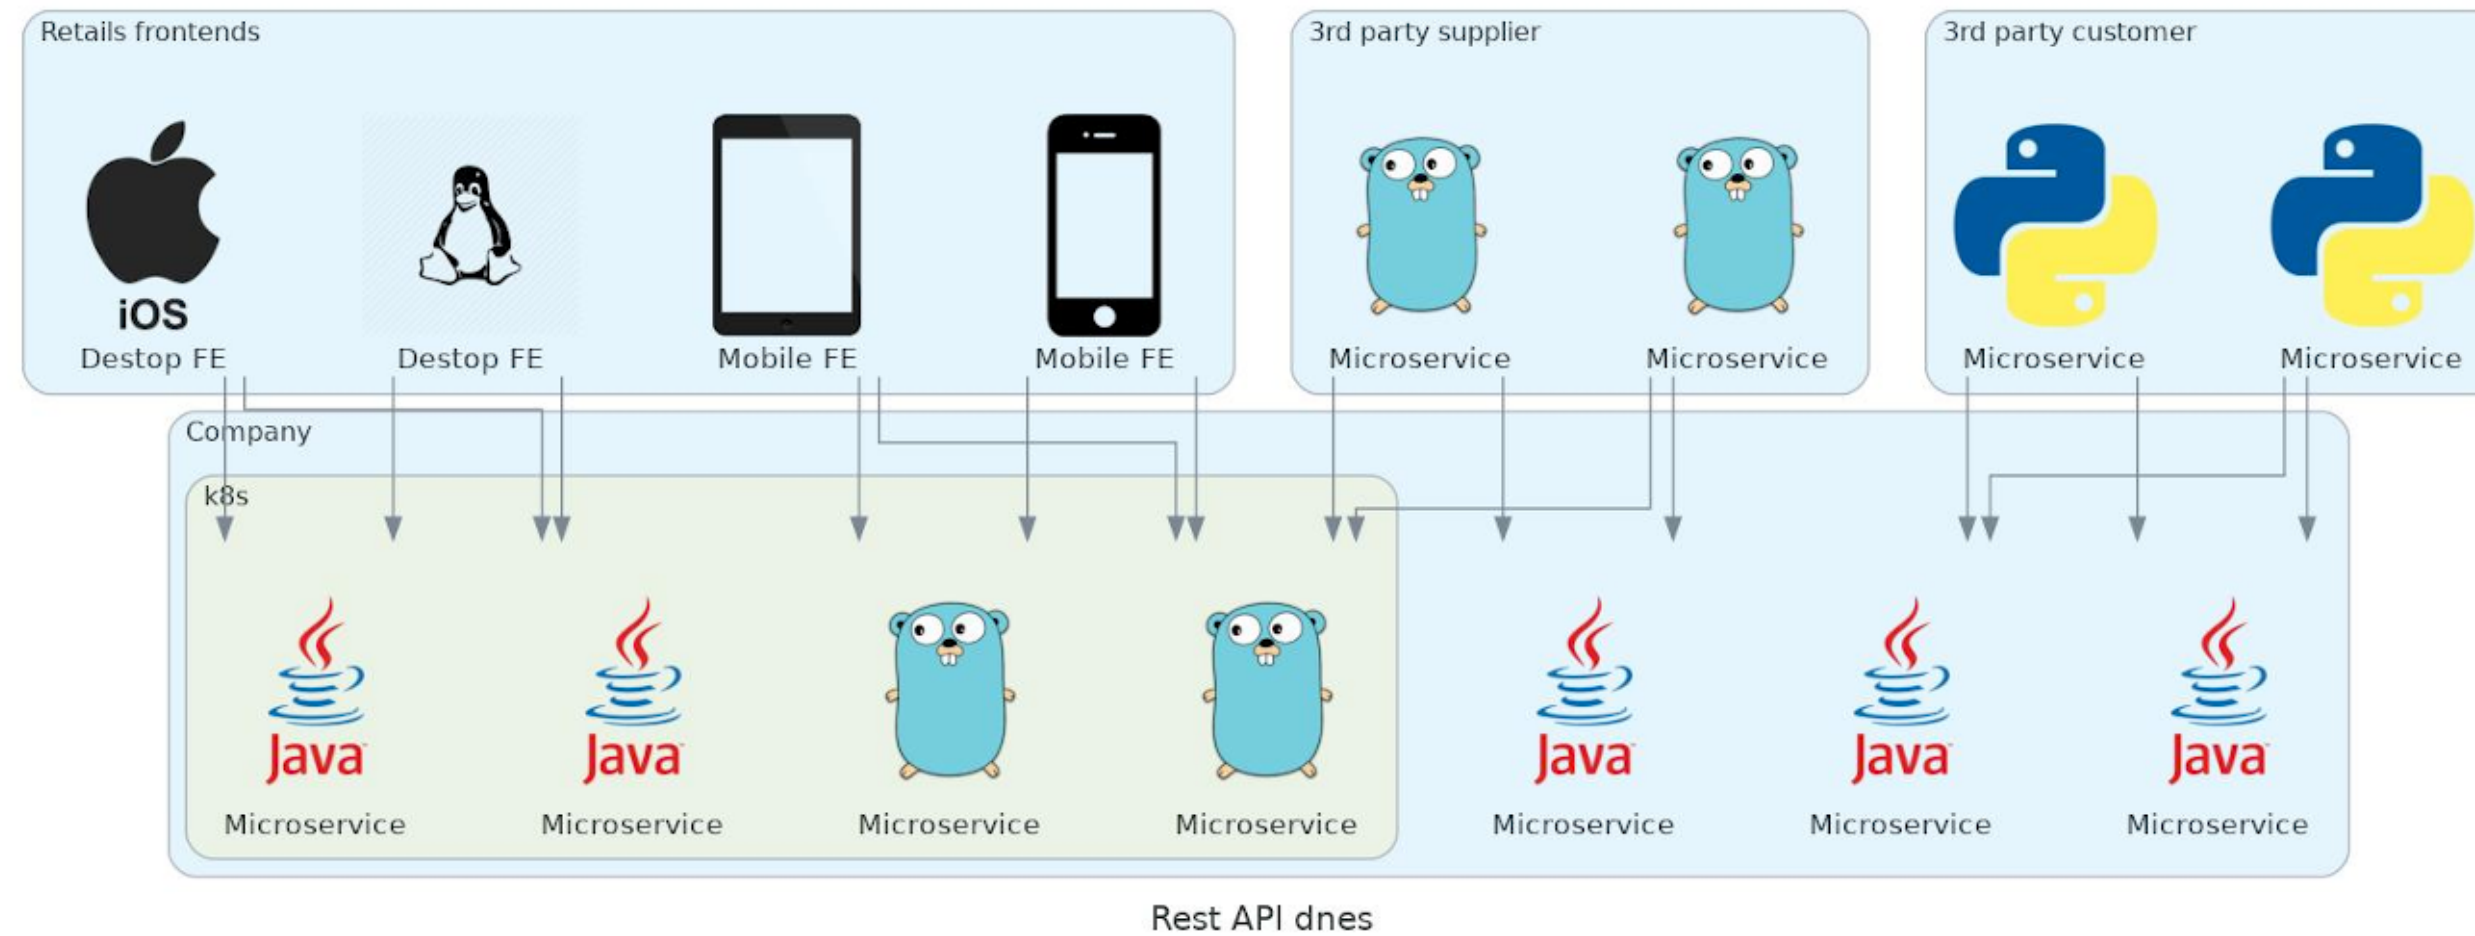 Retails frontends
3rd party supplier
3rd party customer
iOS
Destop FE
Destop FE
Mobile FE
Mobile FE
Microservice
Microservice
Microservice
Microservice
Company
k8s
Java
Java
Java
Java
Java
Microservice
Microservice
Microservice
Microservice
Microservice
Microservice
Microservice
Rest API dnes